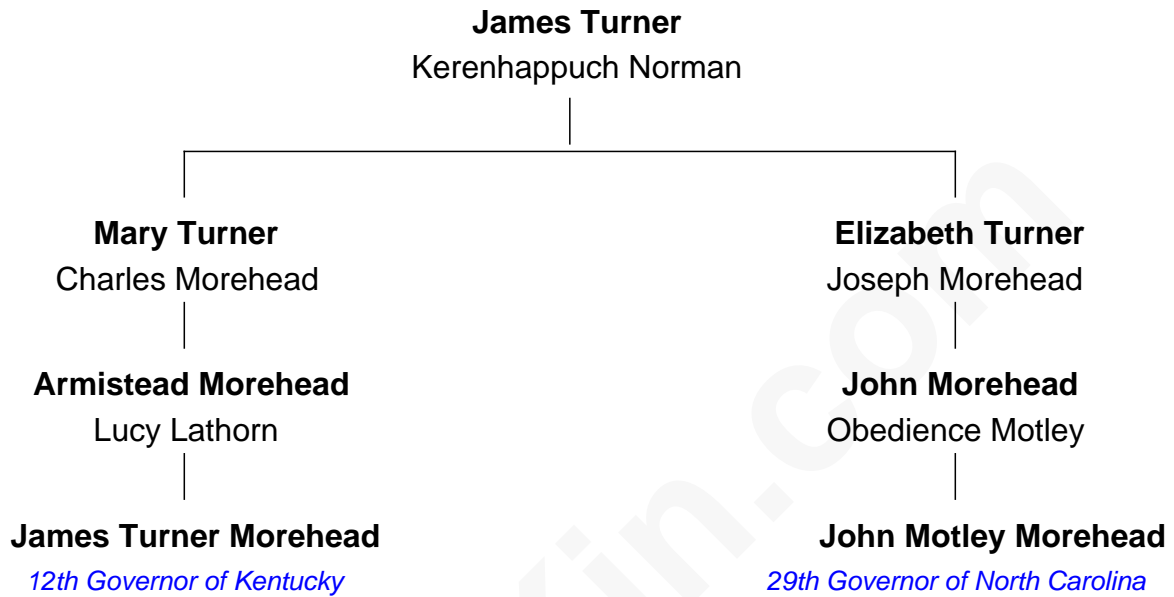 James Turner
Kerenhappuch Norman
Mary Turner
Charles Morehead
Elizabeth Turner
Joseph Morehead
Armistead Morehead
Lucy Lathorn
John Morehead
Obedience Motley
James Turner Morehead
12th Governor of Kentucky
John Motley Morehead
29th Governor of North Carolina